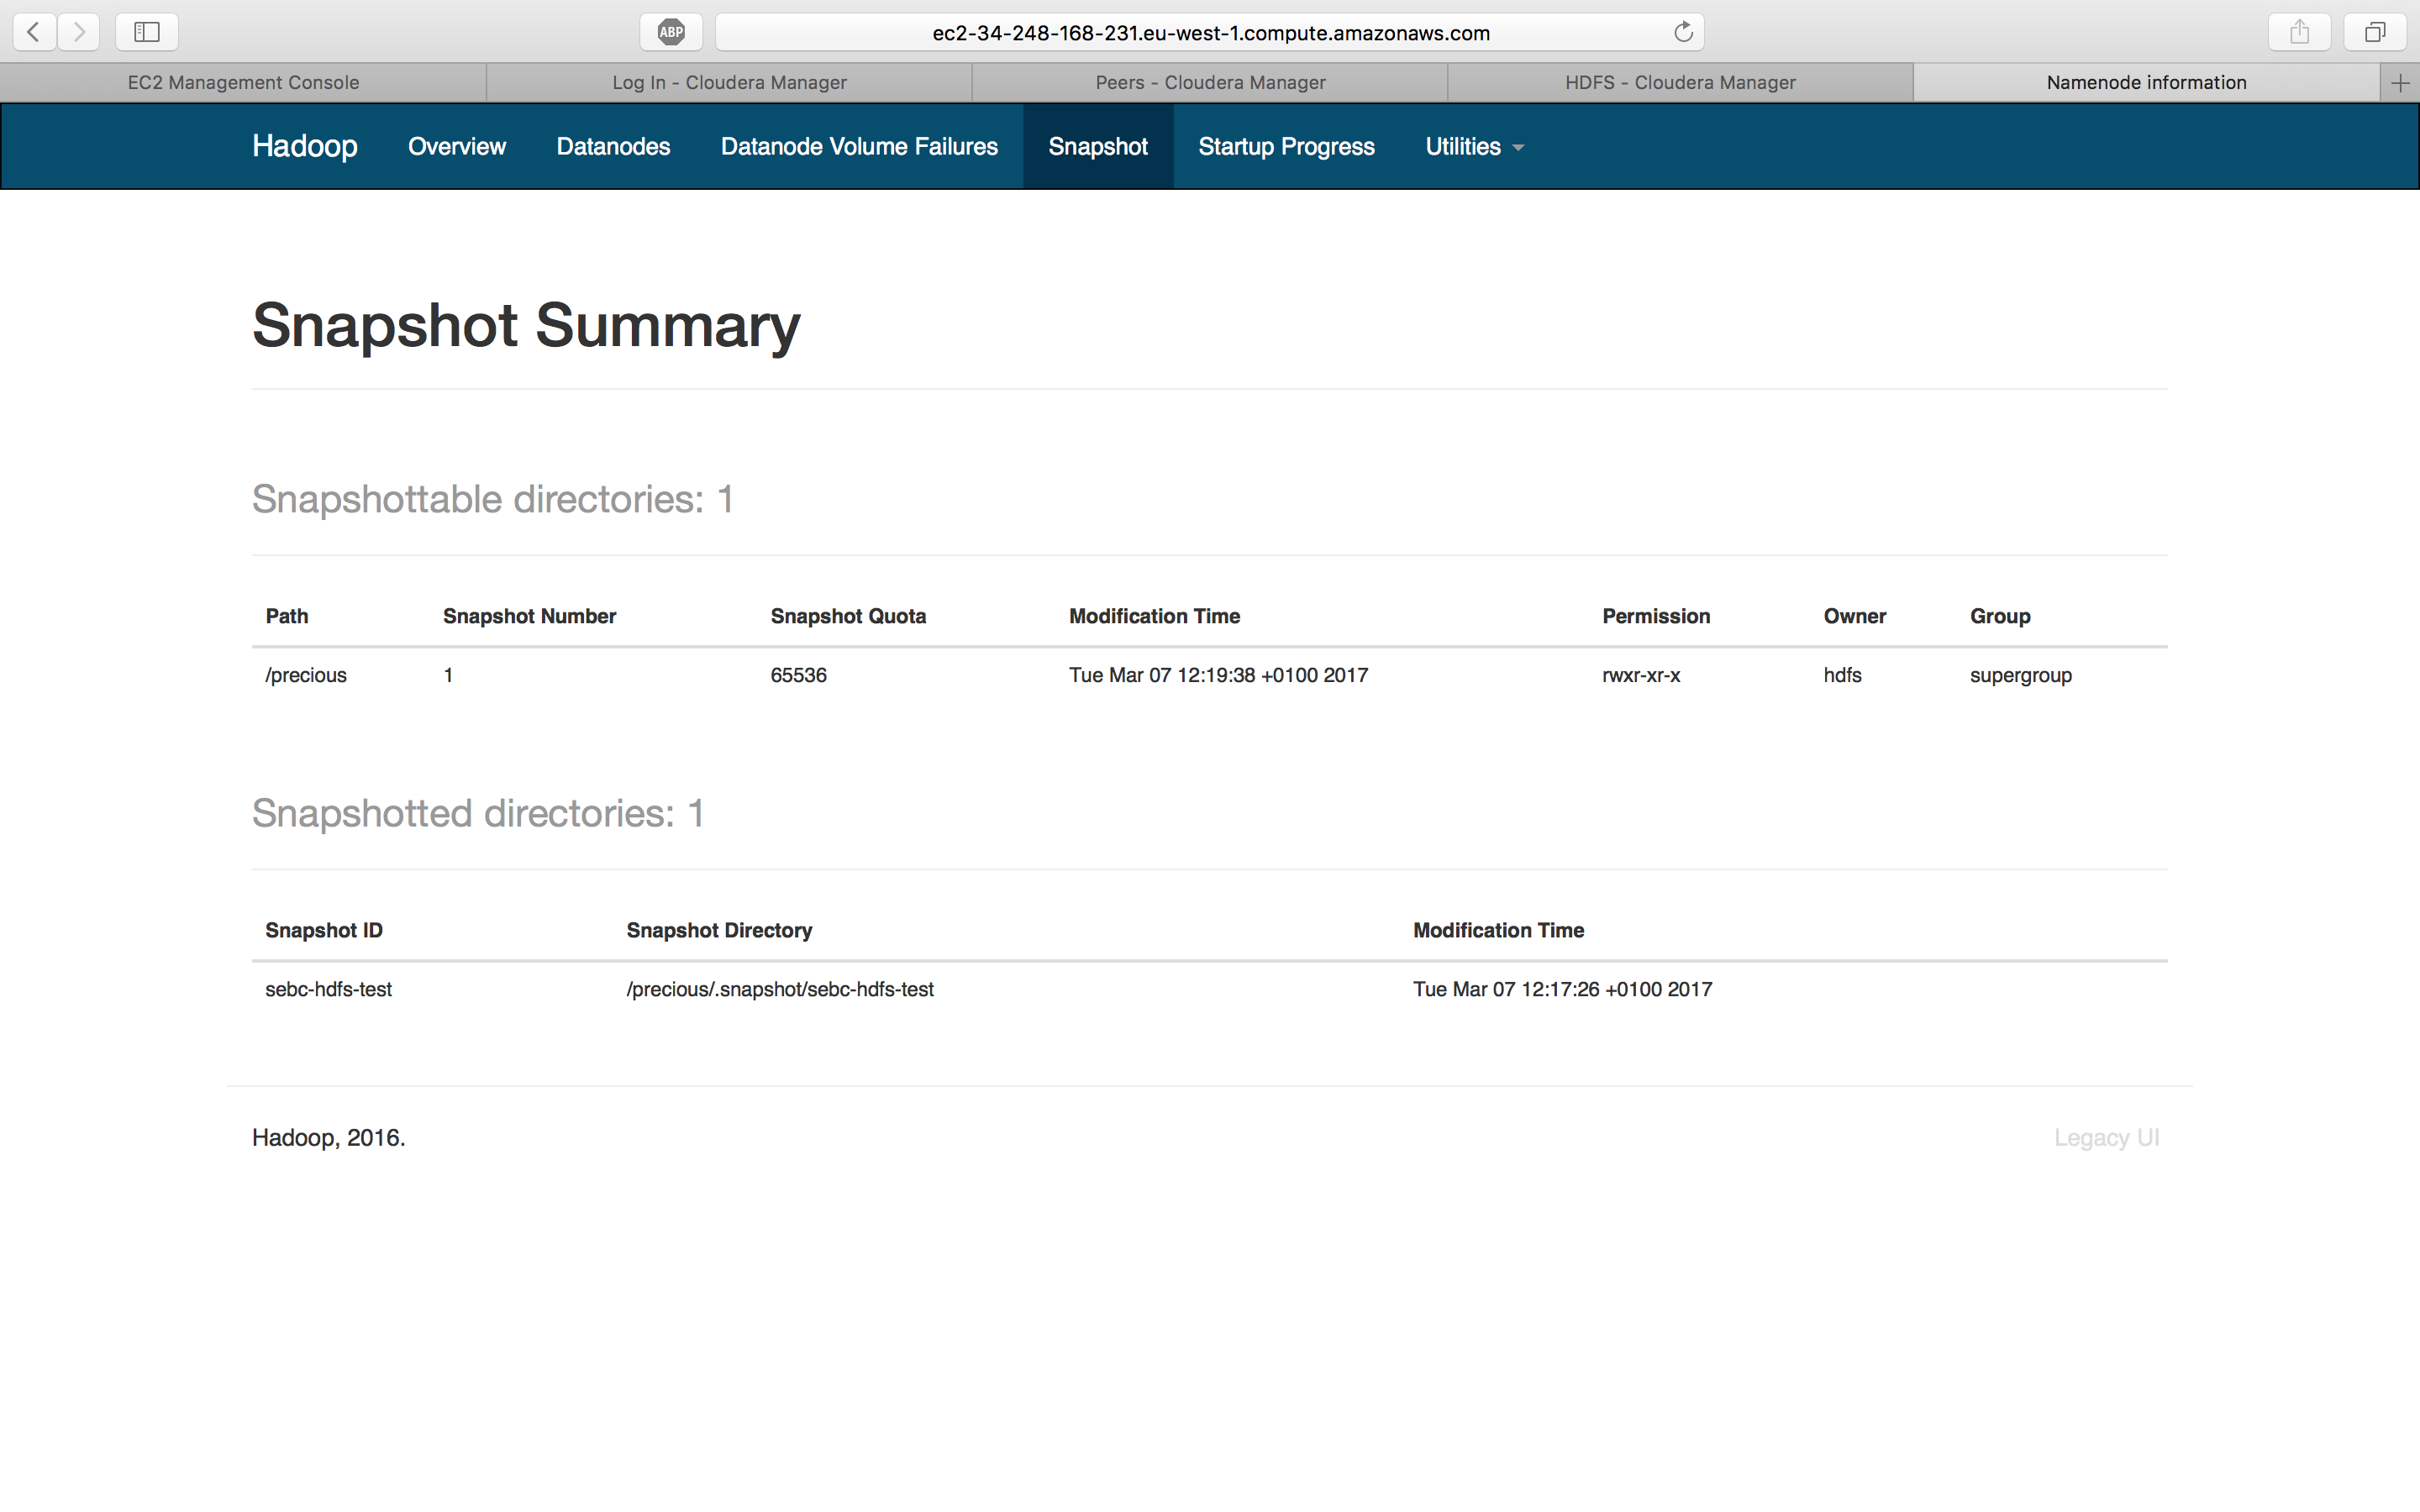 ABP
ec2-34-248-168-231.eu-west-1.compute.amazonaws.com
EC2 Management Console Log In - Cloudera Manager Peers - Cloudera Manager HDFS - Cloudera Manager Namenode information
Hadoop Overview Datanodes Datanode Volume Failures Snapshot Startup Progress Utilities
Snapshot Summary
Snapshottable directories: 1
Path Snapshot Number Snapshot Quota Modification Time Permission Owner Group
/precious 1 65536 Tue Mar 07 12:19:38 +0100 2017 rwxr-xr-x hdfs supergroup
Snapshotted directories: 1
Snapshot ID Snapshot Directory Modification Time
sebc-hdfs-test /precious/.snapshot/sebc-hdfs-test Tue Mar 07 12:17:26 +0100 2017
Hadoop, 2016. Legacy UI